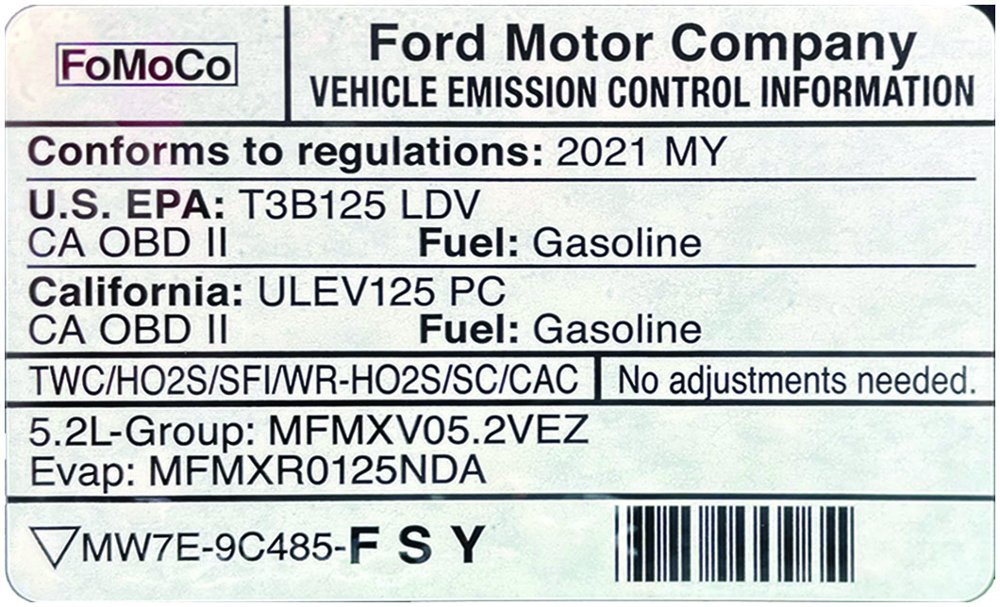 FoMoCo
Ford Motor Company
VEHICLE EMISSION CONTROL INFORMATION
Conforms to regulations: 2021 MY
U.S. EPA: T3B125 LDV
CA OBD II Fuel: Gasoline
California: ULEV125 PC
CA OBD II Fuel: Gasoline
TWC/HO2S/SFI/WR-HO2S/SC/CAC No adjustments needed.
5.2L-Group: MFMXV05.2VEZ
Evap: MFMXR0125NDA
MW7E-9C485-F S Y